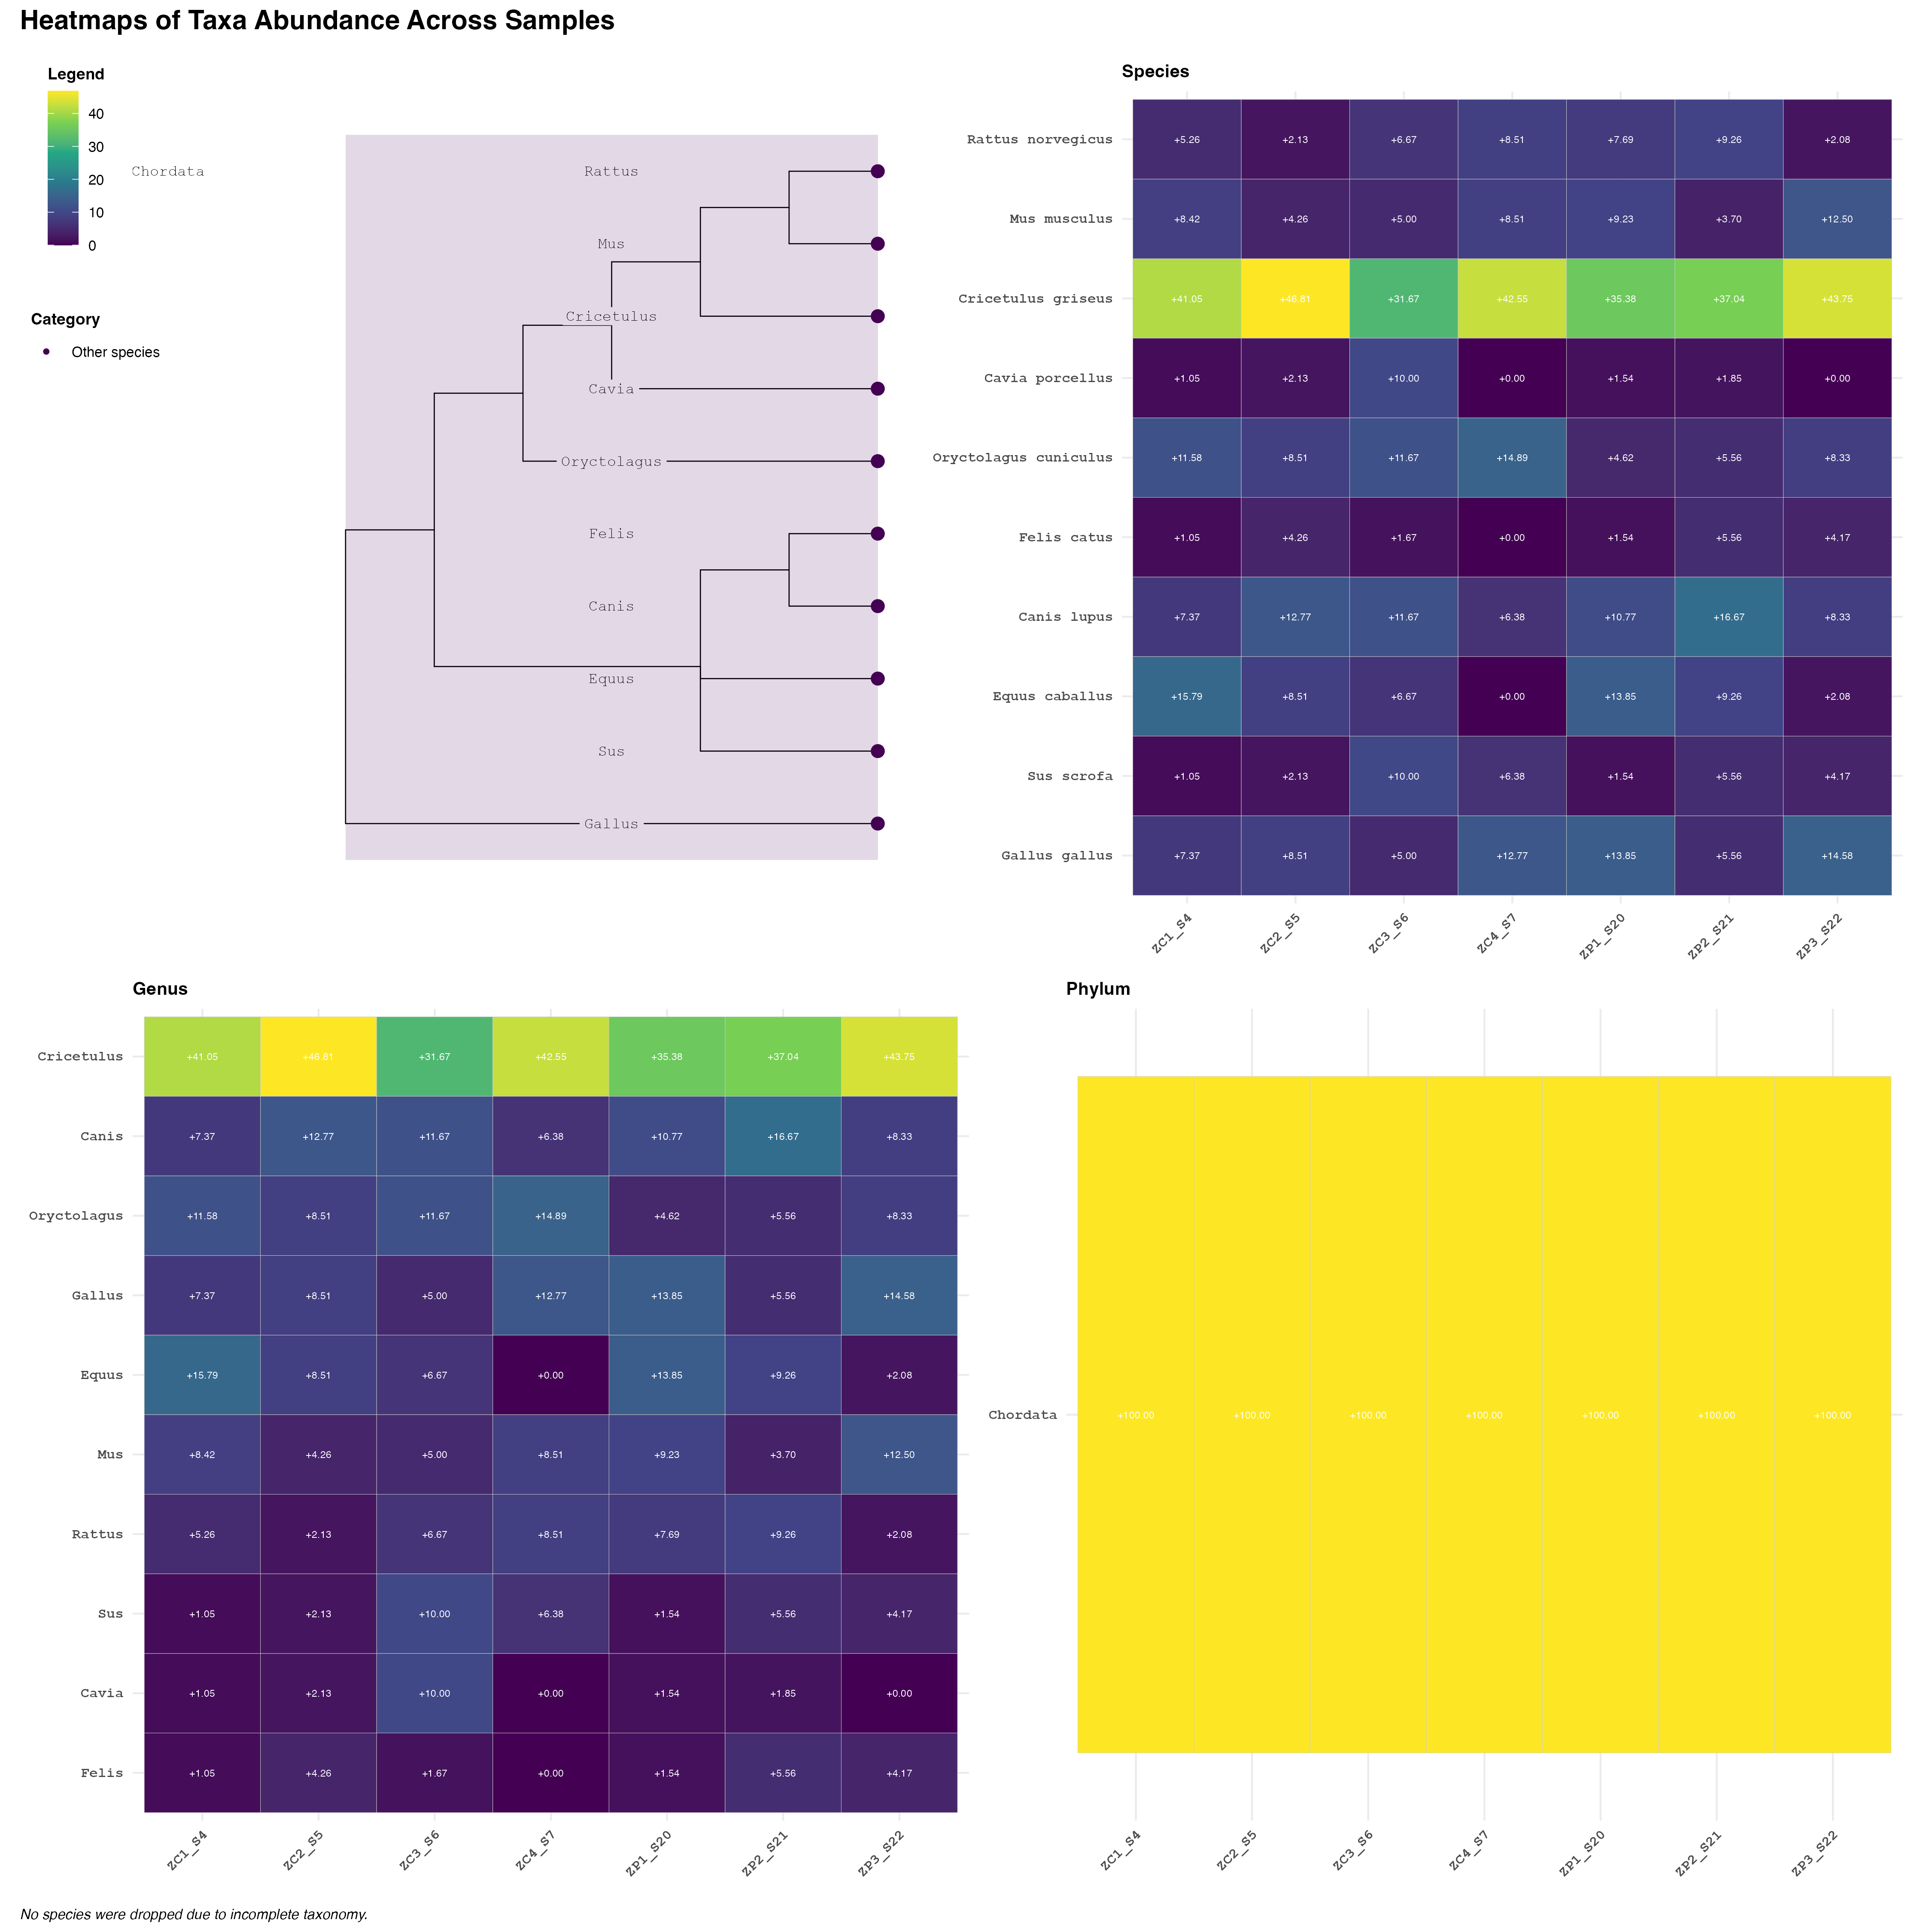 Heatmaps of Taxa Abundance Across Samples
Legend
40
30
20
10
0
Category
Other species
Chordata
Rattus
Mus
Cricetulus
Cavia
Oryctolagus
Felis
Canis
Equus
Sus
Gallus
Species
Rattus norvegicus +5.26 +2.13 +6.67 +8.51 +7.69 +9.26 +2.08
Mus musculus +8.42 +4.26 +5.00 +8.51 +9.23 +3.70 +12.50
Cricetulus griseus +41.05 +46.81 +31.67 +42.55 +35.38 +37.04 +43.75
Cavia porcellus +1.05 +2.13 +10.00 +0.00 +1.54 +1.85 +0.00
Oryctolagus cuniculus +11.58 +8.51 +11.67 +14.89 +4.62 +5.56 +8.33
Felis catus +1.05 +4.26 +1.67 +0.00 +1.54 +5.56 +4.17
Canis lupus +7.37 +12.77 +11.67 +6.38 +10.77 +16.67 +8.33
Equus caballus +15.79 +8.51 +6.67 +0.00 +13.85 +9.26 +2.08
Sus scrofa +1.05 +2.13 +10.00 +6.38 +1.54 +5.56 +4.17
Gallus gallus +7.37 +8.51 +5.00 +12.77 +13.85 +5.56 +14.58
ZC1_S4 ZC2_S5 ZC3_S6 ZC4_S7 ZP1_S20 ZP2_S21 ZP3_S22
Genus
Cricetulus +41.05 +46.81 +31.67 +42.55 +35.38 +37.04 +43.75
Canis +7.37 +12.77 +11.67 +6.38 +10.77 +16.67 +8.33
Oryctolagus +11.58 +8.51 +11.67 +14.89 +4.62 +5.56 +8.33
Gallus +7.37 +8.51 +5.00 +12.77 +13.85 +5.56 +14.58
Equus +15.79 +8.51 +6.67 +0.00 +13.85 +9.26 +2.08
Mus +8.42 +4.26 +5.00 +8.51 +9.23 +3.70 +12.50
Rattus +5.26 +2.13 +6.67 +8.51 +7.69 +9.26 +2.08
Sus +1.05 +2.13 +10.00 +6.38 +1.54 +5.56 +4.17
Cavia +1.05 +2.13 +10.00 +0.00 +1.54 +1.85 +0.00
Felis +1.05 +4.26 +1.67 +0.00 +1.54 +5.56 +4.17
ZC1_S4 ZC2_S5 ZC3_S6 ZC4_S7 ZP1_S20 ZP2_S21 ZP3_S22
Phylum
Chordata +100.00 +100.00 +100.00 +100.00 +100.00 +100.00 +100.00
ZC1_S4 ZC2_S5 ZC3_S6 ZC4_S7 ZP1_S20 ZP2_S21 ZP3_S22
No species were dropped due to incomplete taxonomy.